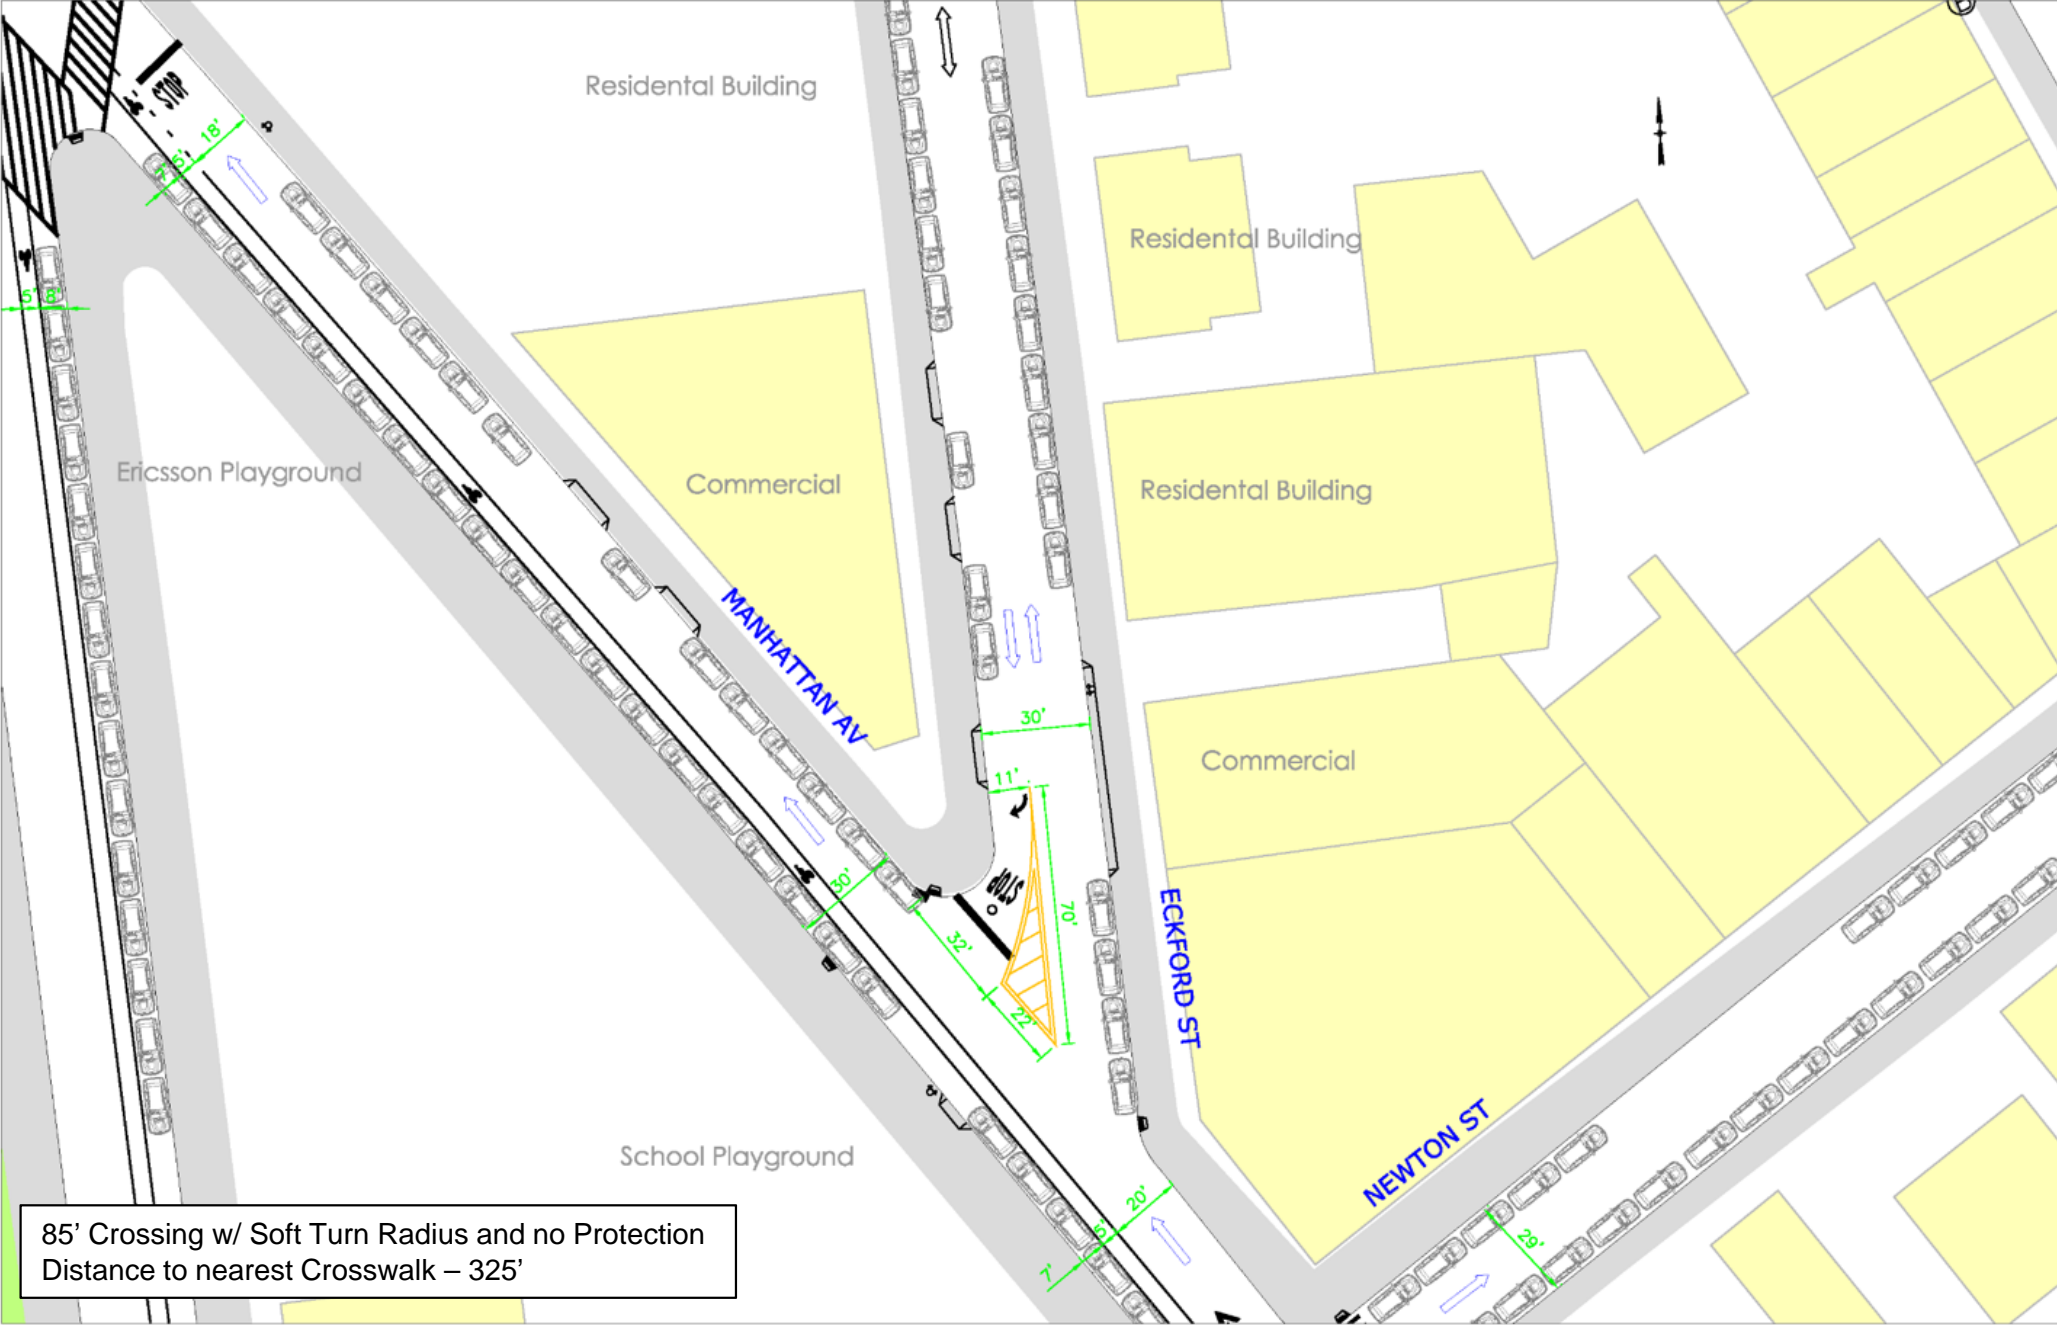 STOP
18'
5'
7'
5'
8'
Residental Building
Residental Building
Ericsson Playground
Commercial
Residental Building
MANHATTAN AV
30'
11'
Commercial
STOP
30'
32'
70'
22'
ECKFORD ST
School Playground
NEWTON ST
20'
5'
7'
29'
85' Crossing w/ Soft Turn Radius and no Protection
Distance to nearest Crosswalk – 325'